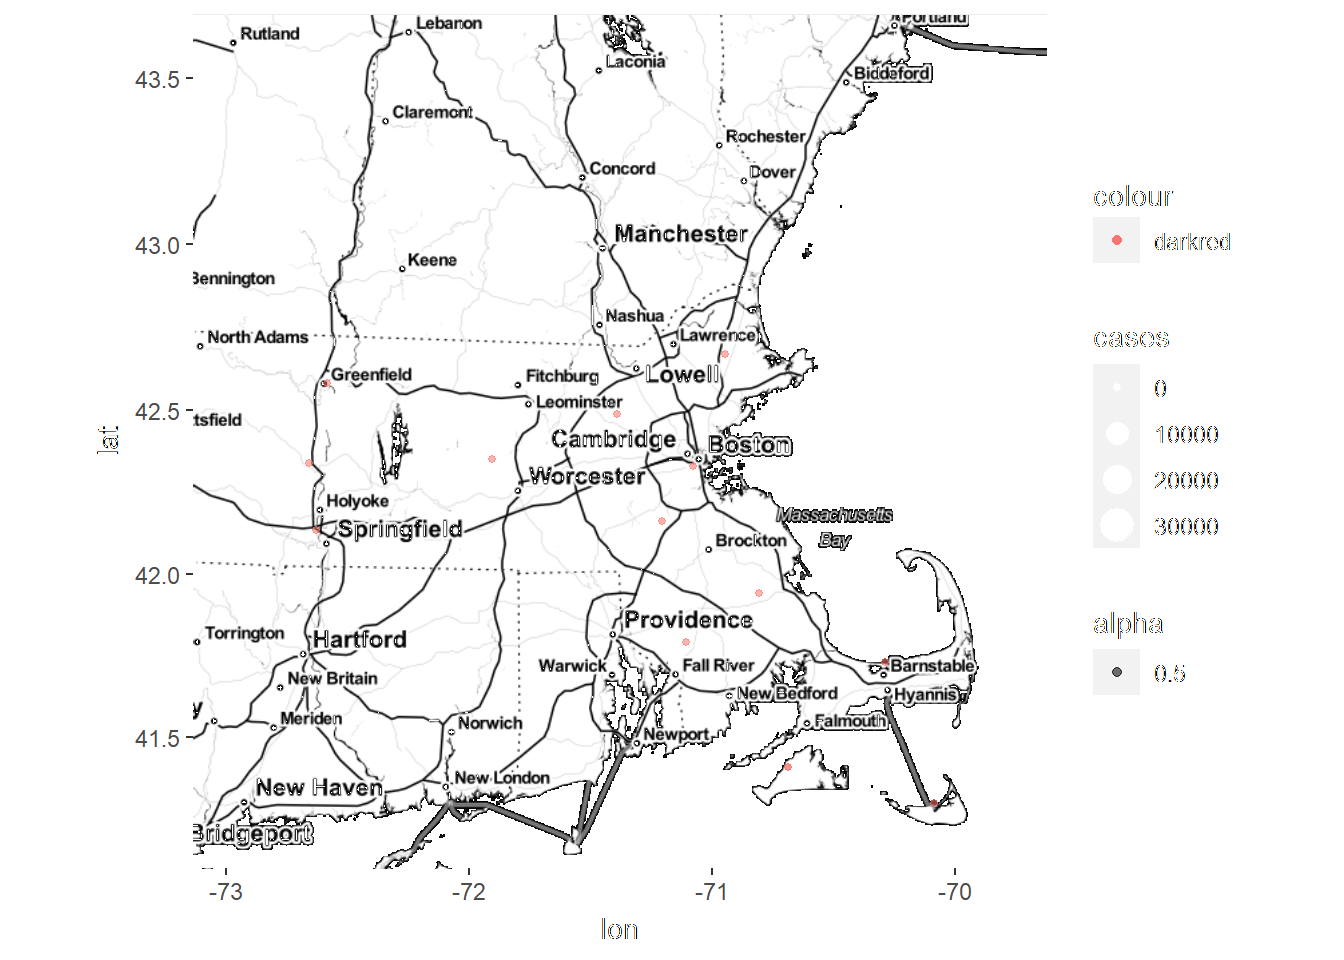 Portland
Lebanon
Rutland
Laconia
43.5
Biddeford
Claremont
Rochester
Concord
Dover
colour
Manchester
darkred
43.0
Keene
Bennington
Nashua
North Adams
Lawrence
cases
Greenfield
Fitchburg
Lowell
0
Leominster
42.5
tsfield
10000
lat
Cambridge
Boston
Worcester
20000
Holyoke
Massachusetts
Bay
30000
Springfield
Brockton
42.0
Providence
alpha
Torrington
Hartford
Warwick
Fall River
Barnstable
0.5
New Britain
New Bedford
Hyannis
y
Meriden
Norwich
Falmouth
41.5
Newport
New London
New Haven
Bridgeport
-73
-72
-71
-70
lon